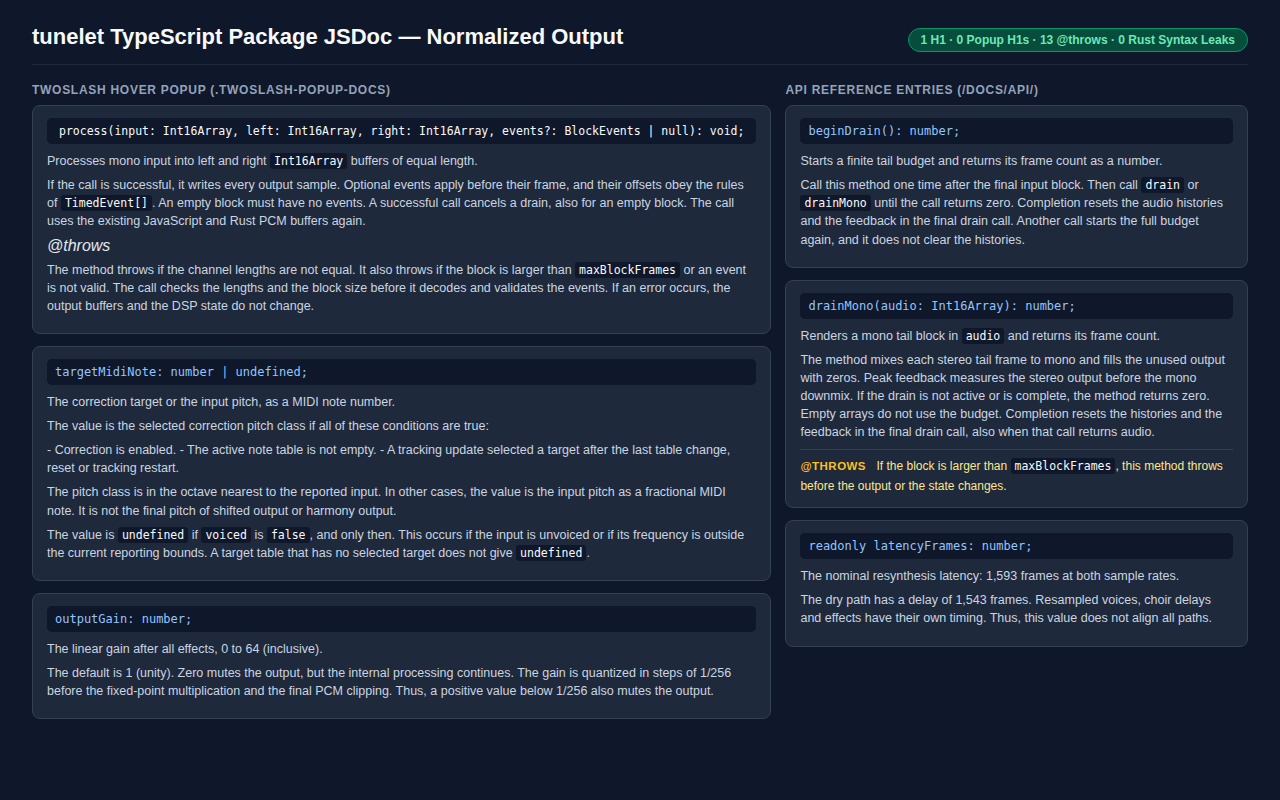 tunelet TypeScript Package JSDoc — Normalized Output
1 H1 · 0 Popup H1s · 13 @throws · 0 Rust Syntax Leaks
TWOSLASH HOVER POPUP (.TWOSLASH-POPUP-DOCS)
process(input: Int16Array, left: Int16Array, right: Int16Array, events?: BlockEvents | null): void;
Processes mono input into left and right Int16Array buffers of equal length.
If the call is successful, it writes every output sample. Optional events apply before their frame, and their offsets obey the rules
of TimedEvent[]. An empty block must have no events. A successful call cancels a drain, also for an empty block. The call
uses the existing JavaScript and Rust PCM buffers again.
@throws
The method throws if the channel lengths are not equal. It also throws if the block is larger than maxBlockFrames or an event
is not valid. The call checks the lengths and the block size before it decodes and validates the events. If an error occurs, the
output buffers and the DSP state do not change.
targetMidiNote: number | undefined;
The correction target or the input pitch, as a MIDI note number.
The value is the selected correction pitch class if all of these conditions are true:
- Correction is enabled. - The active note table is not empty. - A tracking update selected a target after the last table change,
reset or tracking restart.
The pitch class is in the octave nearest to the reported input. In other cases, the value is the input pitch as a fractional MIDI
note. It is not the final pitch of shifted output or harmony output.
The value is undefined if voiced is false, and only then. This occurs if the input is unvoiced or if its frequency is outside
the current reporting bounds. A target table that has no selected target does not give undefined.
outputGain: number;
The linear gain after all effects, 0 to 64 (inclusive).
The default is 1 (unity). Zero mutes the output, but the internal processing continues. The gain is quantized in steps of 1/256
before the fixed-point multiplication and the final PCM clipping. Thus, a positive value below 1/256 also mutes the output.
API REFERENCE ENTRIES (/DOCS/API/)
beginDrain(): number;
Starts a finite tail budget and returns its frame count as a number.
Call this method one time after the final input block. Then call drain or
drainMono until the call returns zero. Completion resets the audio histories
and the feedback in the final drain call. Another call starts the full budget
again, and it does not clear the histories.
drainMono(audio: Int16Array): number;
Renders a mono tail block in audio and returns its frame count.
The method mixes each stereo tail frame to mono and fills the unused output
with zeros. Peak feedback measures the stereo output before the mono
downmix. If the drain is not active or is complete, the method returns zero.
Empty arrays do not use the budget. Completion resets the histories and the
feedback in the final drain call, also when that call returns audio.
@THROWS If the block is larger than maxBlockFrames, this method throws
before the output or the state changes.
readonly latencyFrames: number;
The nominal resynthesis latency: 1,593 frames at both sample rates.
The dry path has a delay of 1,543 frames. Resampled voices, choir delays
and effects have their own timing. Thus, this value does not align all paths.